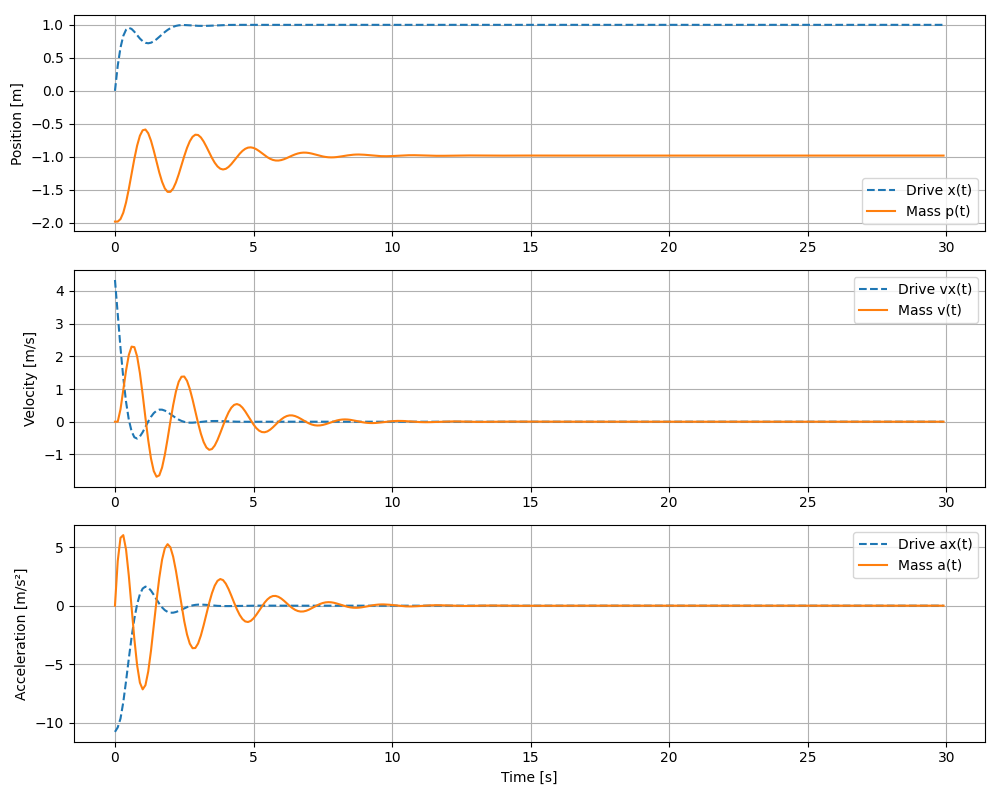 1.0
0.5
0.0
−0.5
−1.0
−1.5
−2.0
Position [m]
Drive x(t)
Mass p(t)
0 5 10 15 20 25 30
4
3
2
1
0
−1
Velocity [m/s]
Drive vx(t)
Mass v(t)
0 5 10 15 20 25 30
5
0
−5
−10
Acceleration [m/s²]
Drive ax(t)
Mass a(t)
0 5 10 15 20 25 30
Time [s]